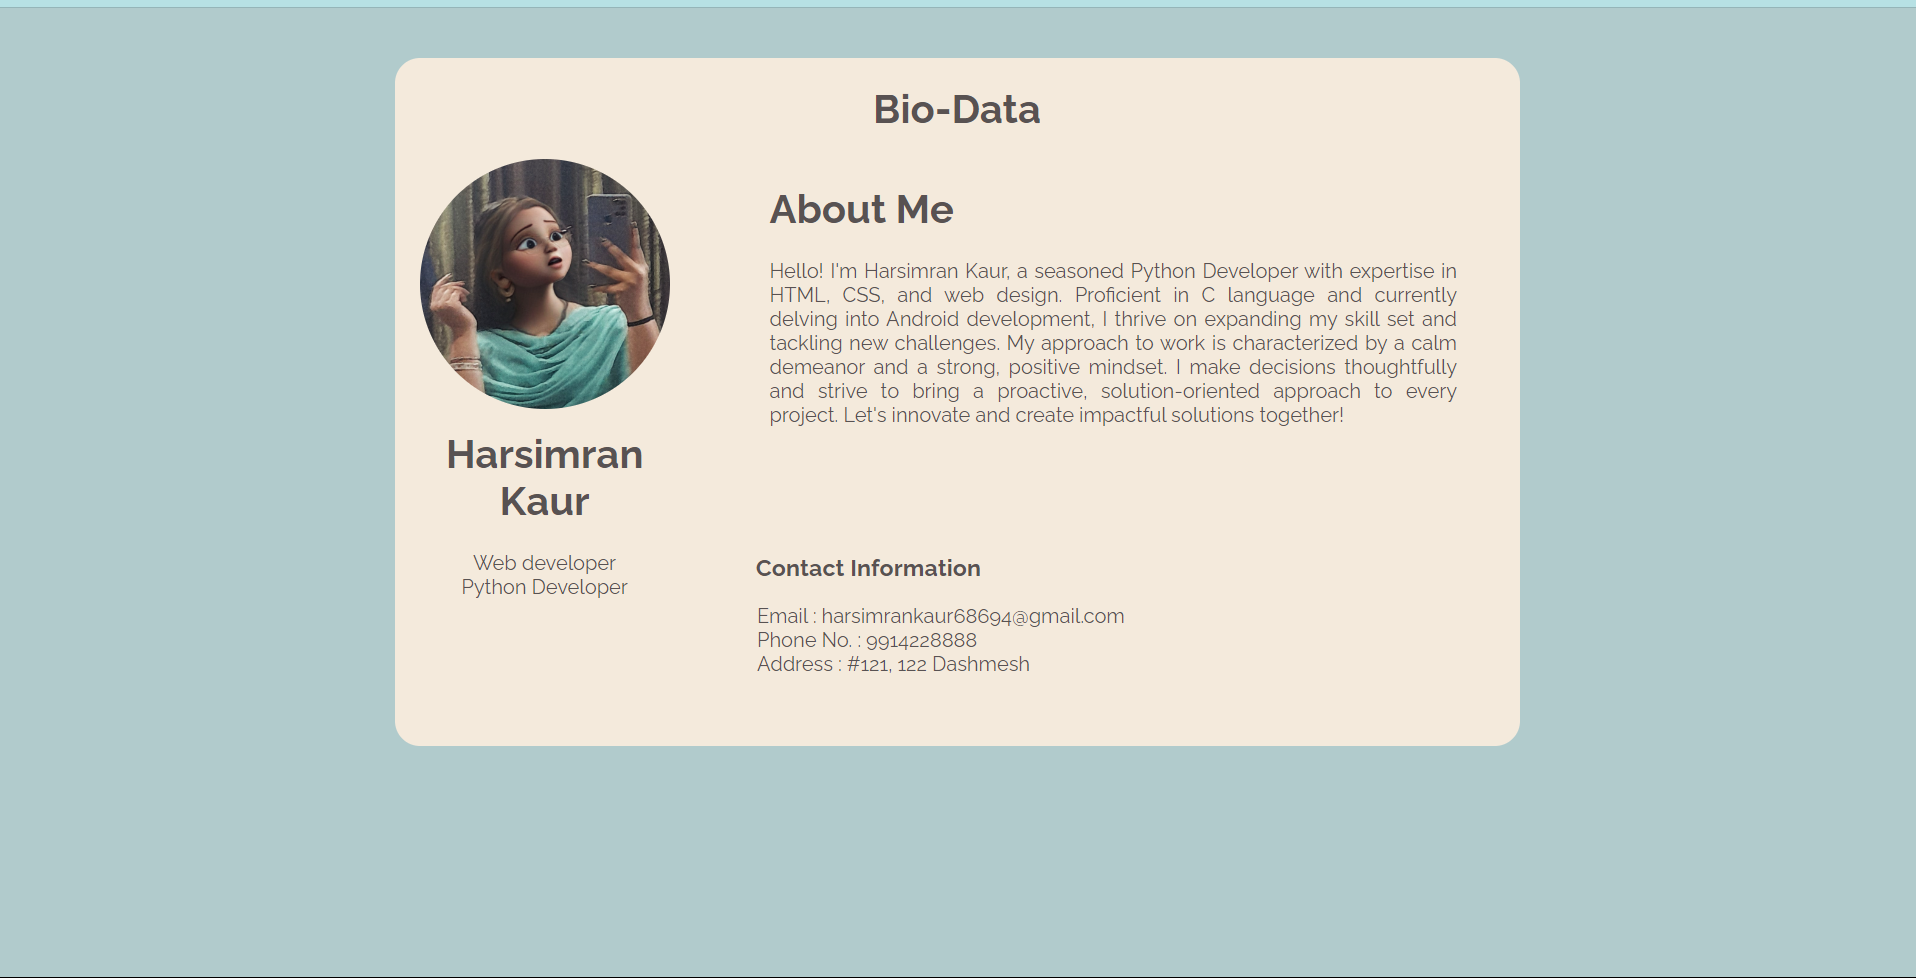 Bio-Data
Harsimran
Kaur
Web developer
Python Developer
About Me
Hello! I'm Harsimran Kaur, a seasoned Python Developer with expertise in
HTML, CSS, and web design. Proficient in C language and currently
delving into Android development, I thrive on expanding my skill set and
tackling new challenges. My approach to work is characterized by a calm
demeanor and a strong, positive mindset. I make decisions thoughtfully
and strive to bring a proactive, solution-oriented approach to every
project. Let's innovate and create impactful solutions together!
Contact Information
Email : harsimrankaur68694@gmail.com
Phone No. : 9914228888
Address : #121, 122 Dashmesh